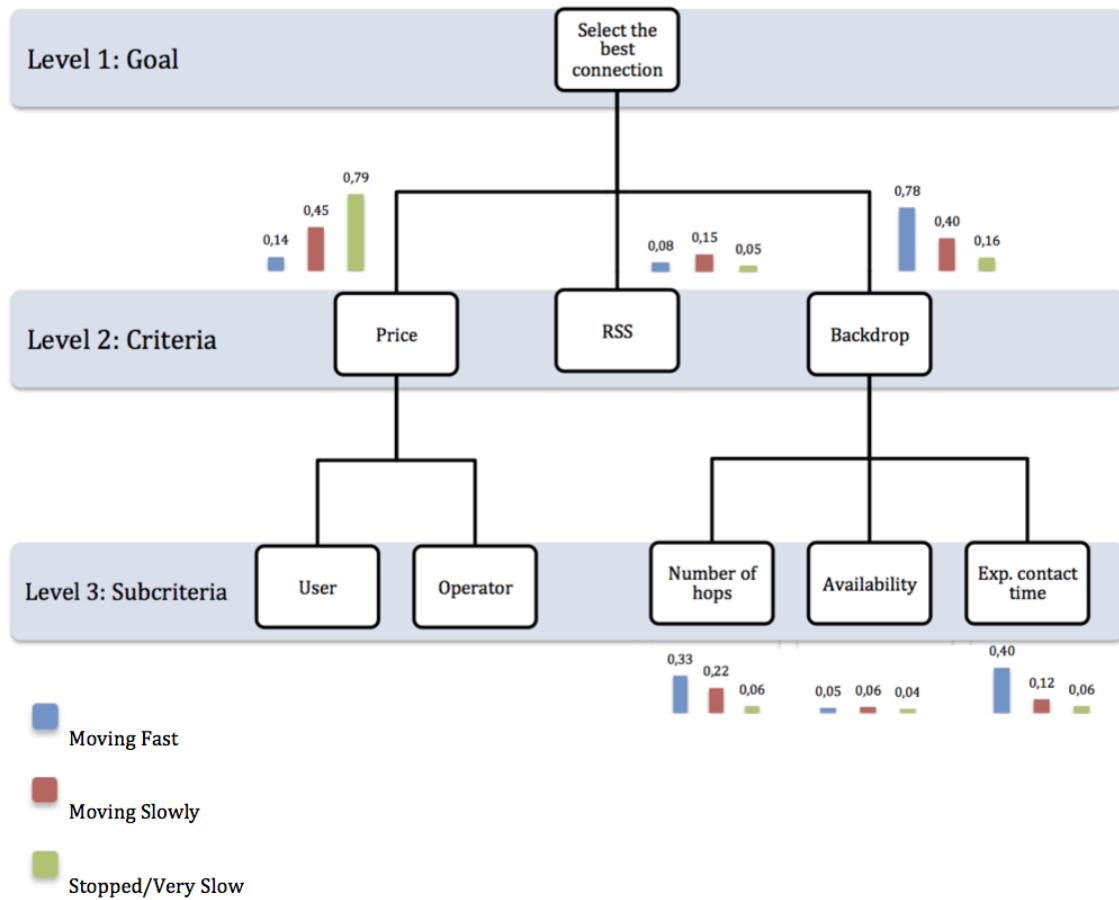 Select the
best
connection
Level 1: Goal
0,14
0,45
0,79
0,08
0,15
0,05
0,78
0,40
0,16
Level 2: Criteria
Price
RSS
Backdrop
Level 3: Subcriteria
User
Operator
Number of
hops
Availability
Exp. contact
time
0,33
0,22
0,06
0,05
0,06
0,04
0,40
0,12
0,06
Moving Fast
Moving Slowly
Stopped/Very Slow